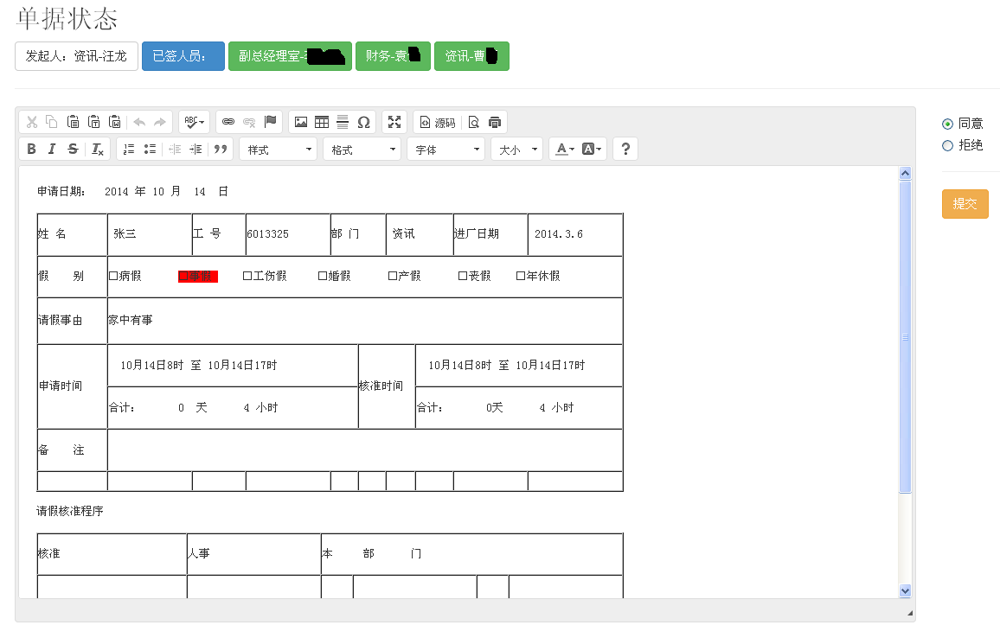 单据状态
发起人：资讯-汪龙 已签人员： 副总经理室- 财务-袁 资讯-曹
ABC 源码
B I S Tx 样式 格式 字体 大小 A A ?
同意
拒绝
提交
申请日期： 2014 年 10 月 14 日
姓 名 张三 工 号 6013325 部 门 资讯 进厂日期 2014.3.6
假 别 □病假 □事假 □工伤假 □婚假 □产假 □丧假 □年休假
请假事由 家中有事
申请时间 10月14日8时 至 10月14日17时 核准时间 10月14日8时 至 10月14日17时
合计： 0 天 4 小时 合计： 0天 4 小时
备 注
请假核准程序
核准 人事 本 部 门